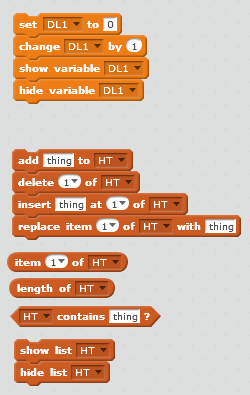 set DL1 to 0
change DL1 by 1
show variable DL1
hide variable DL1
add thing to HT
delete 1 of HT
insert thing at 1 of HT
replace item 1 of HT with thing
item 1 of HT
length of HT
HT contains thing ?
show list HT
hide list HT